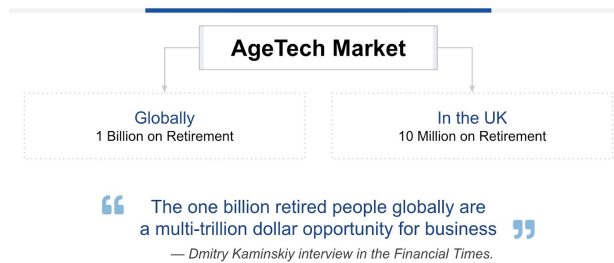 AgeTech Market
Globally
1 Billion on Retirement
In the UK
10 Million on Retirement
“ The one billion retired people globally are
a multi-trillion dollar opportunity for business ”
— Dmitry Kaminskiy interview in the Financial Times.